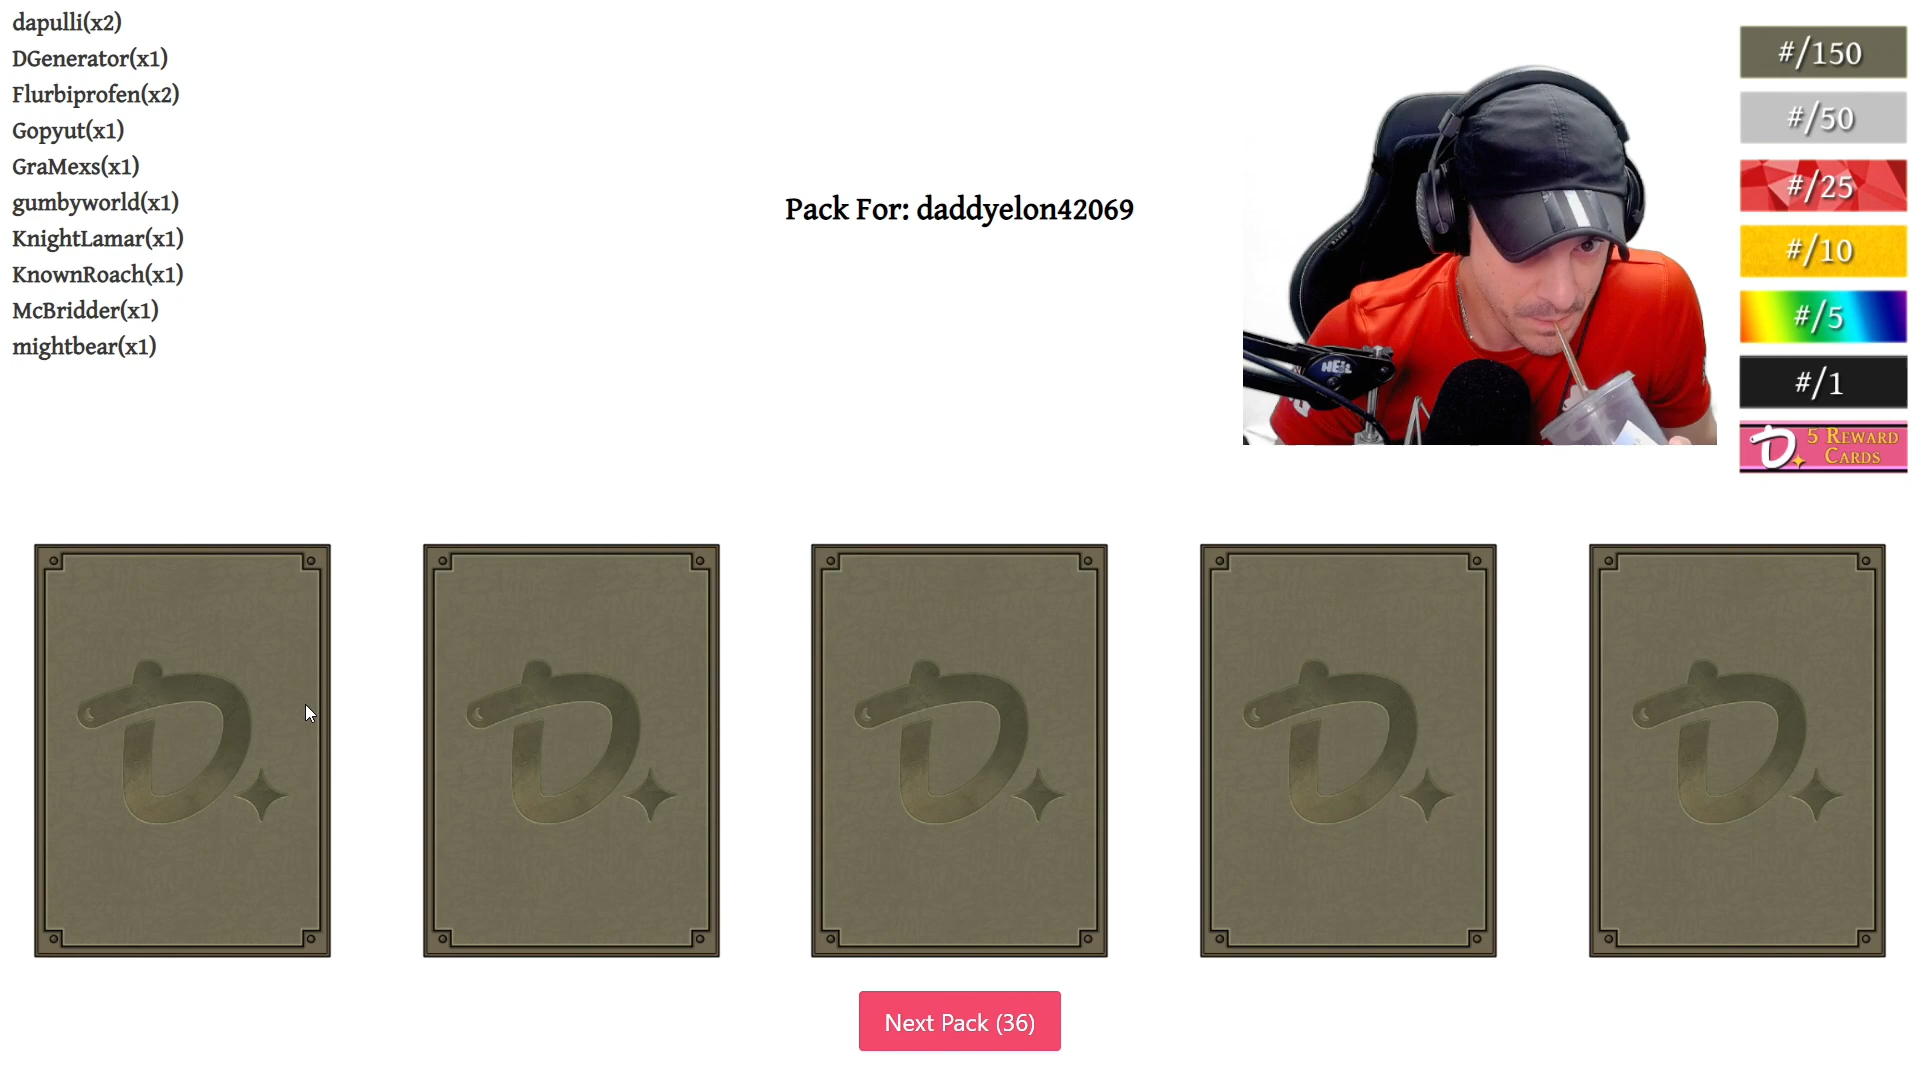 dapulli(x2)
DGenerator(x1)
Flurbiprofen(x2)
Gopyut(x1)
GraMexs(x1)
gumbyworld(x1)
KnightLamar(x1)
KnownRoach(x1)
McBridder(x1)
mightbear(x1)
Pack For: daddyelon42069
HEIL
#/150
#/50
#/25
#/10
#/5
#/1
5 REWARD
CARDS
Next Pack (36)